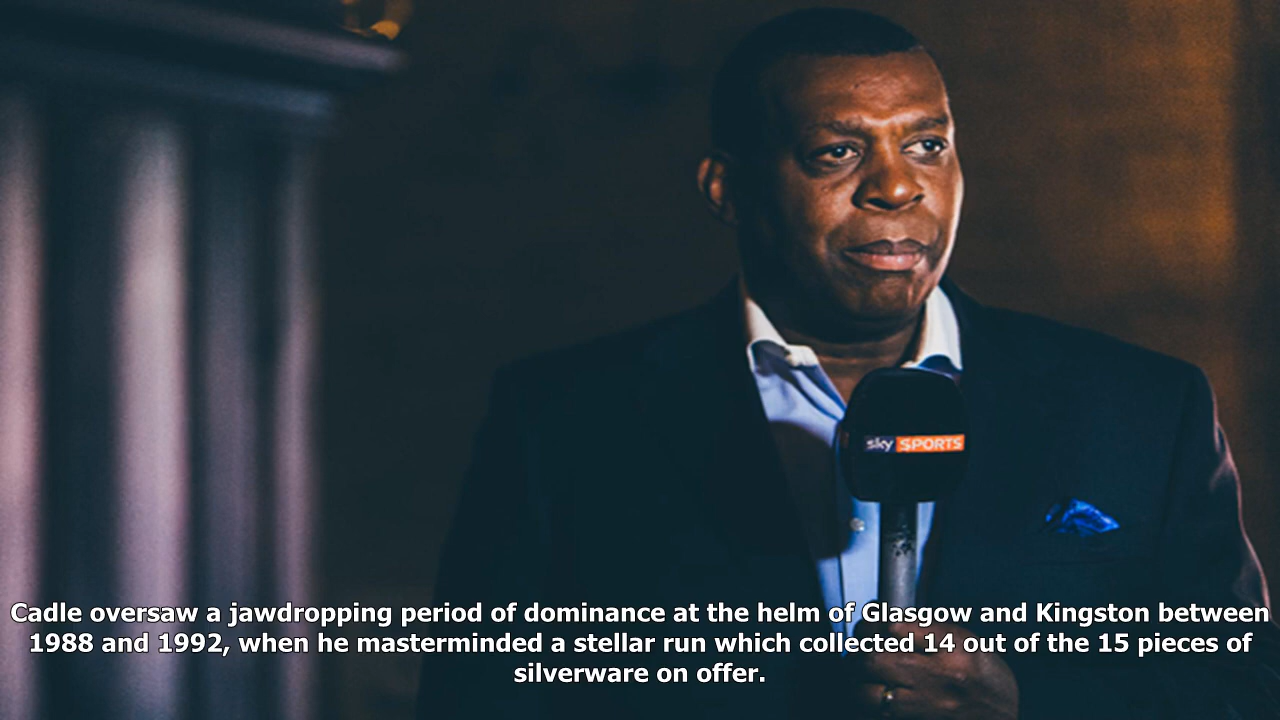 sky SPORTS
Cadle oversaw a jawdropping period of dominance at the helm of Glasgow and Kingston between
1988 and 1992, when he masterminded a stellar run which collected 14 out of the 15 pieces of
silverware on offer.